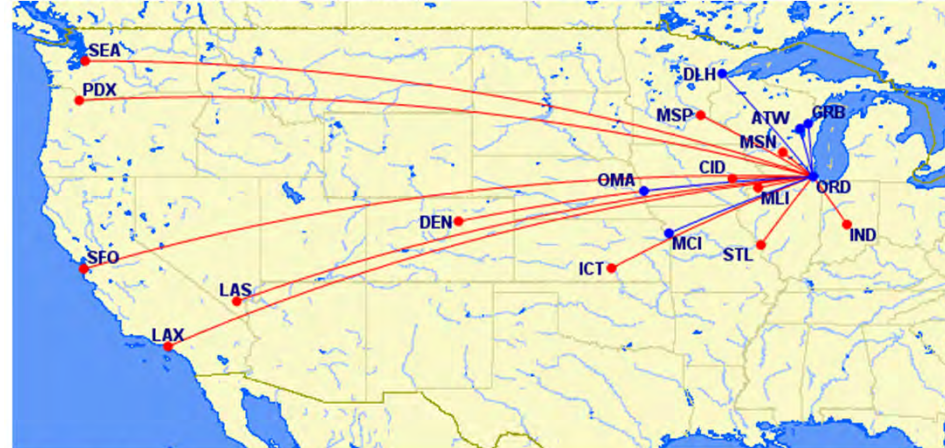 SEA
DLH
PDX
MSP
ATW
GRB
MSN
CID
OMA
ORD
MLI
DEN
IND
MCI
STL
SFO
ICT
LAS
LAX